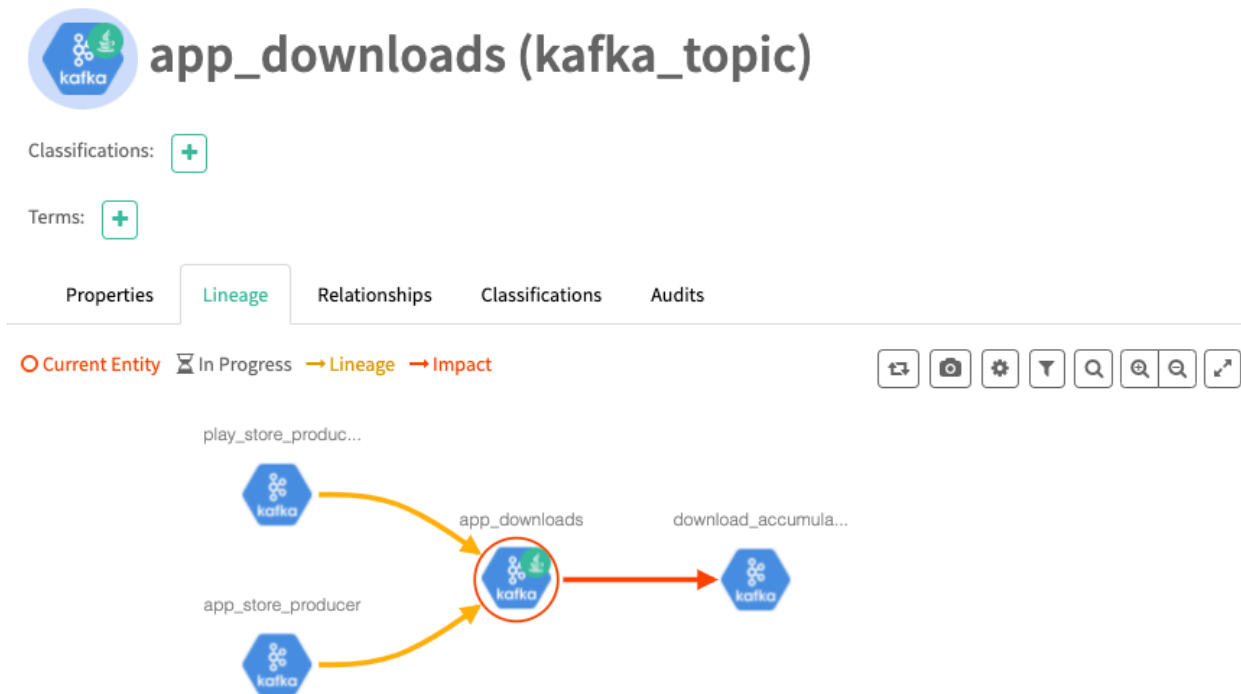 kafka
app_downloads (kafka_topic)
Classifications:
Terms:
Properties Lineage Relationships Classifications Audits
Current Entity In Progress Lineage Impact
play_store_produc...
kafka
app_downloads
kafka
download_accumula...
kafka
app_store_producer
kafka